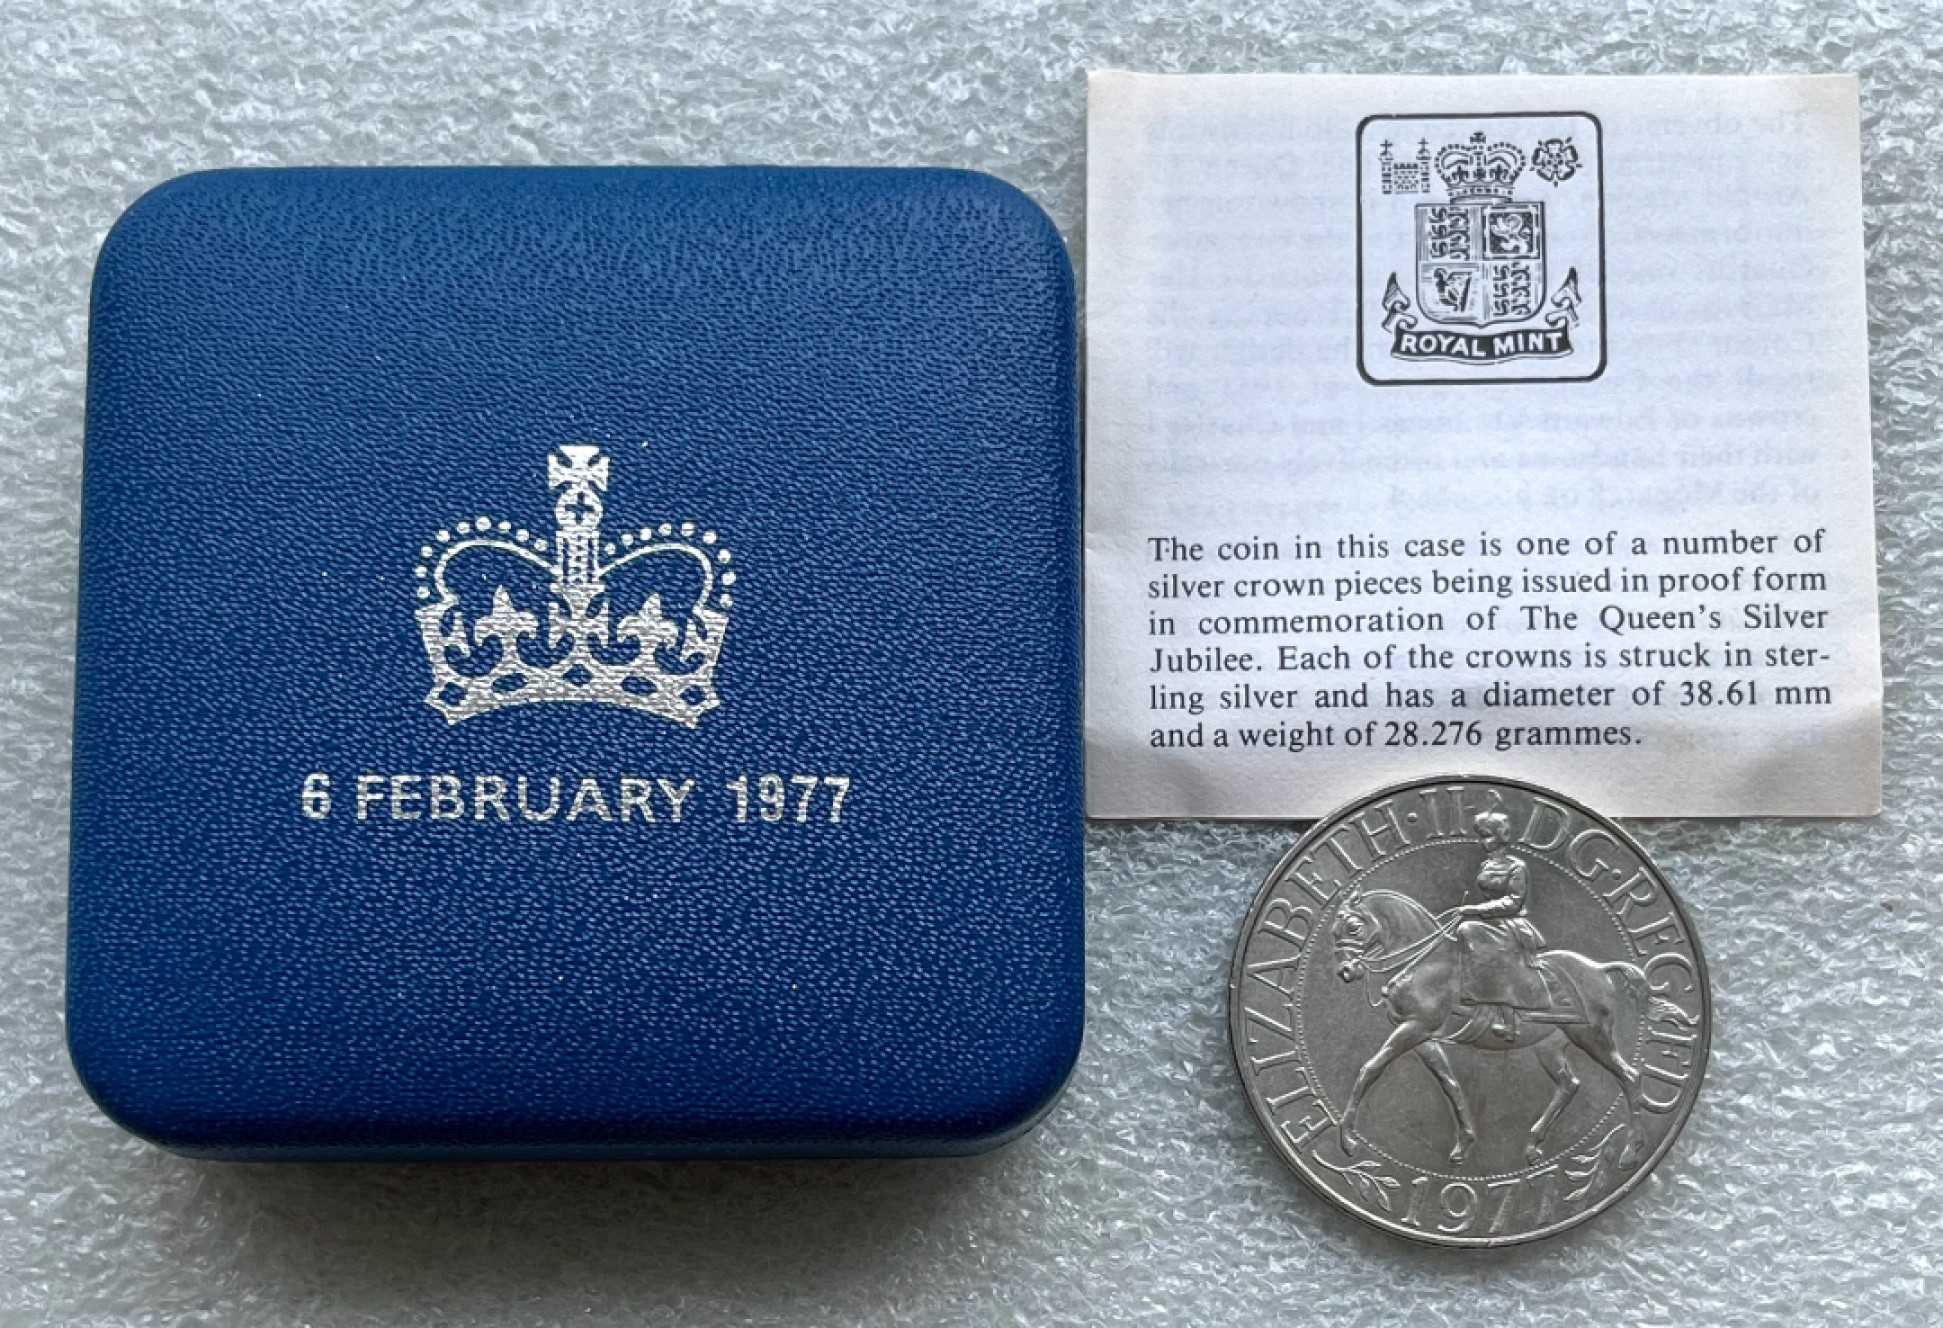 6 FEBRUARY 1977
ROYAL MINT
The coin in this case is one of a number of
silver crown pieces being issued in proof form
in commemoration of The Queen's Silver
Jubilee. Each of the crowns is struck in ster-
ling silver and has a diameter of 38.61 mm
and a weight of 28.276 grammes.
ELIZABETH·II DG·REG FD
1977